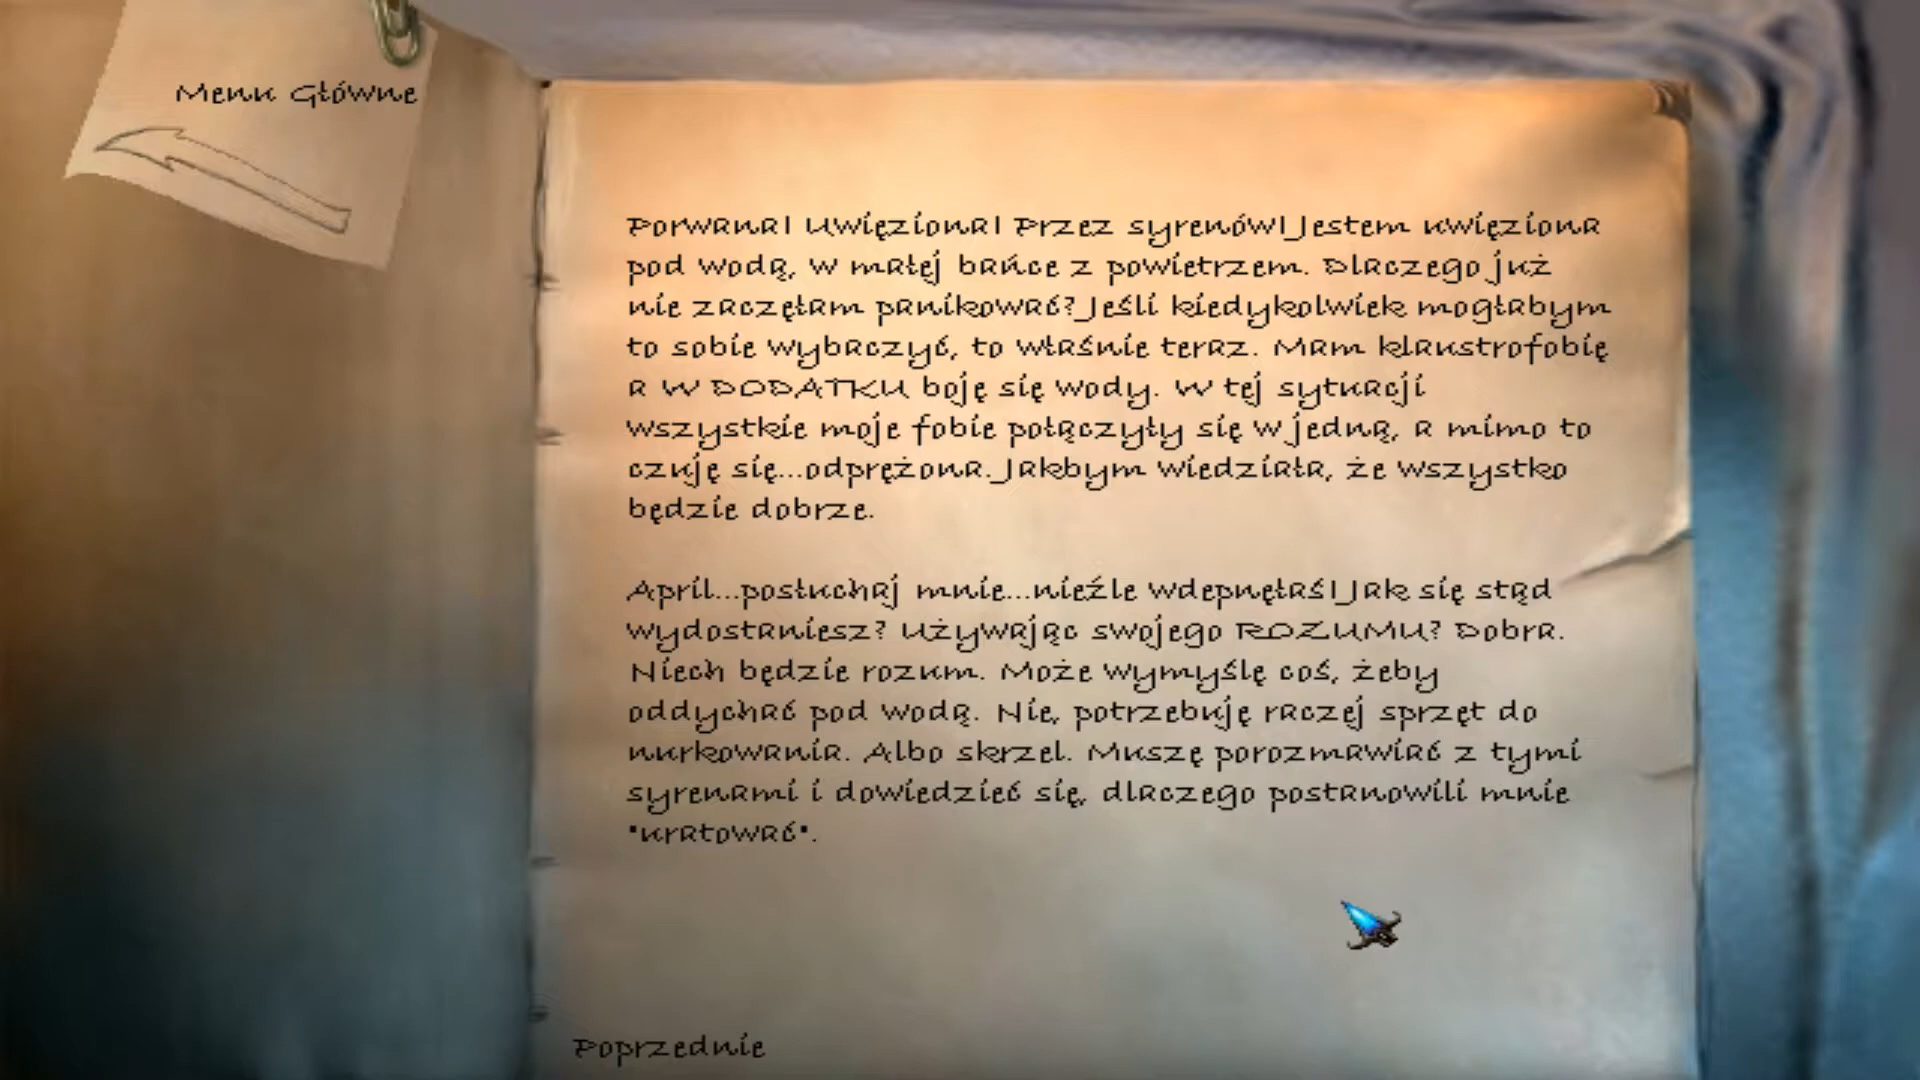 Menu Główne
Porwana! Uwięziona! Przez syrenów! Jestem uwięziona
pod wodą, w małej bańce z powietrzem. Dlaczego już
nie zaczęłam panikować? Jeśli kiedykolwiek mogłabym
to sobie wybaczyć, to właśnie teraz. Mam klaustrofobię
a W DODATKU boję się wody. W tej sytuacji
wszystkie moje fobie połączyły się w jedną, a mimo to
czuję się...odprężona. Jakbym wiedziała, że wszystko
będzie dobrze.
April...posłuchaj mnie...nieźle wdepnęłaś! Jak się stąd
wydostaniesz? Używając swojego ROZUMU? Dobra.
Niech będzie rozum. Może wymyślę coś, żeby
oddychać pod wodą. Nie, potrzebuję raczej sprzęt do
nurkowania. Albo skrzel. Muszę porozmawiać z tymi
syrenami i dowiedzieć się, dlaczego postanowili mnie
"uratować".
Poprzednie